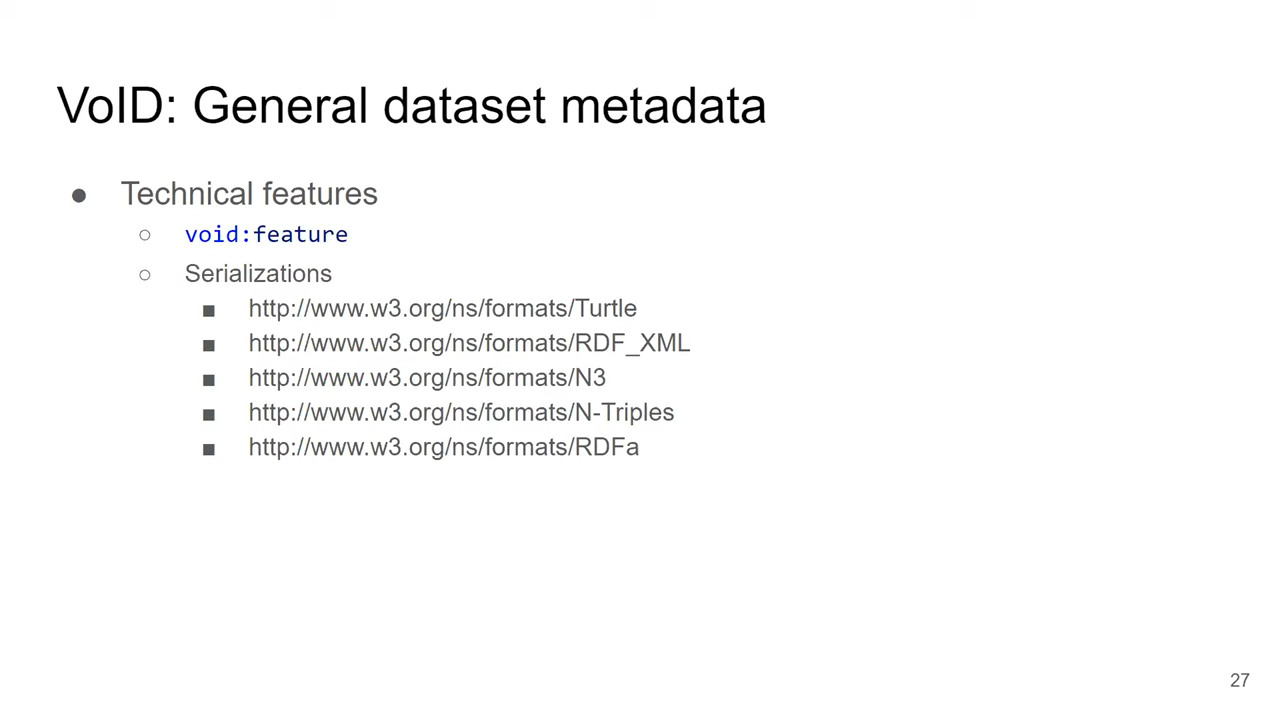 VoID: General dataset metadata
● Technical features
○ void:feature
○ Serializations
■ http://www.w3.org/ns/formats/Turtle
■ http://www.w3.org/ns/formats/RDF_XML
■ http://www.w3.org/ns/formats/N3
■ http://www.w3.org/ns/formats/N-Triples
■ http://www.w3.org/ns/formats/RDFa
27